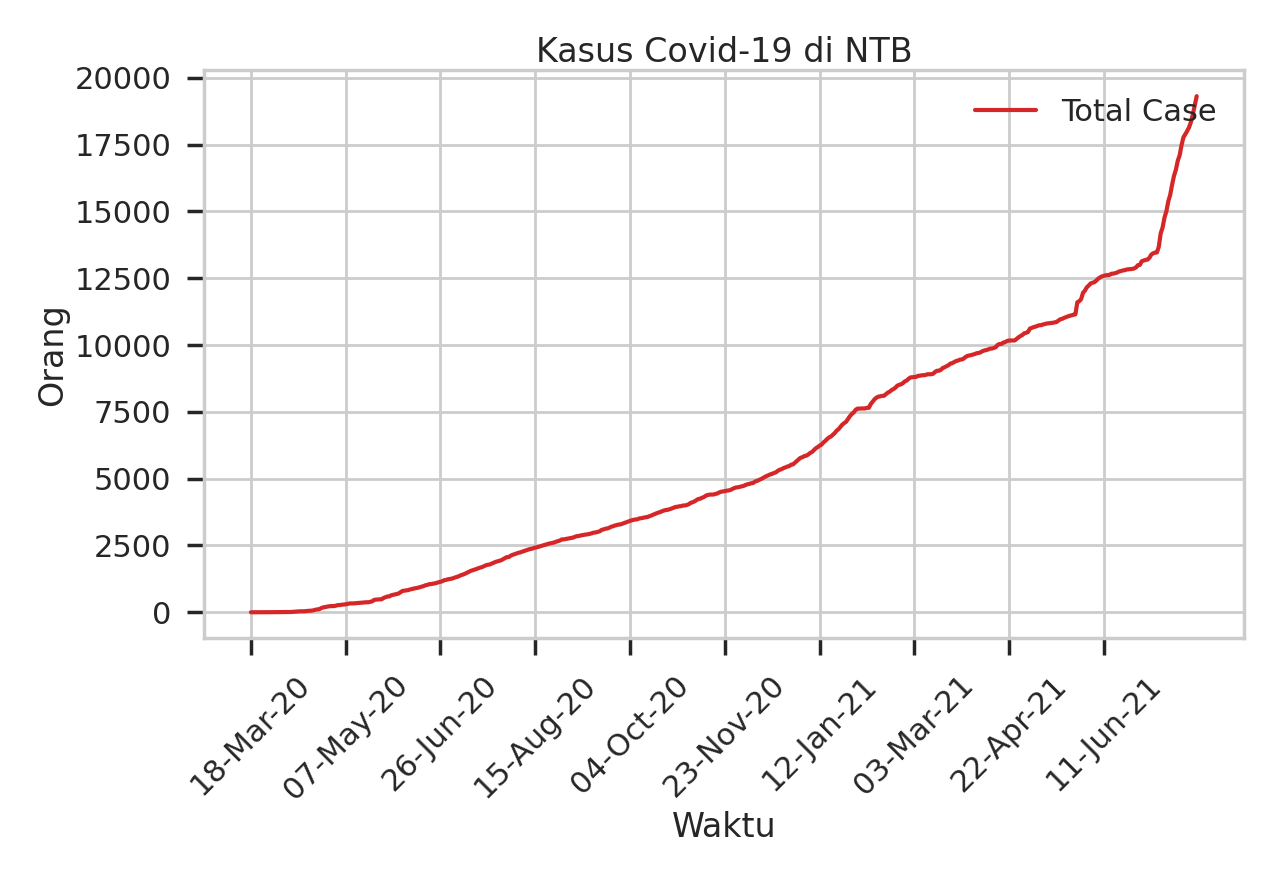 Kasus Covid-19 di NTB
Total Case
Orang
20000
17500
15000
12500
10000
7500
5000
2500
0
18-Mar-20
07-May-20
26-Jun-20
15-Aug-20
04-Oct-20
23-Nov-20
12-Jan-21
03-Mar-21
22-Apr-21
11-Jun-21
Waktu